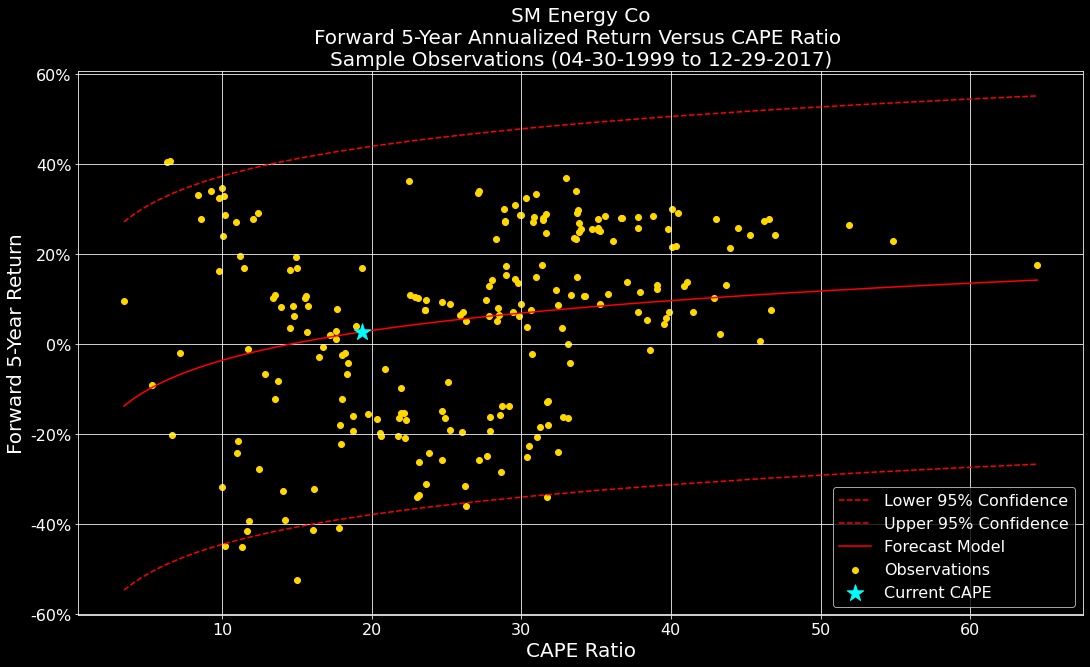 SM Energy Co
Forward 5-Year Annualized Return Versus CAPE Ratio
Sample Observations (04-30-1999 to 12-29-2017)
Forward 5-Year Return
60%
40%
20%
0%
-20%
-40%
-60%
10
20
30
40
50
60
CAPE Ratio
Lower 95% Confidence
Upper 95% Confidence
Forecast Model
Observations
Current CAPE